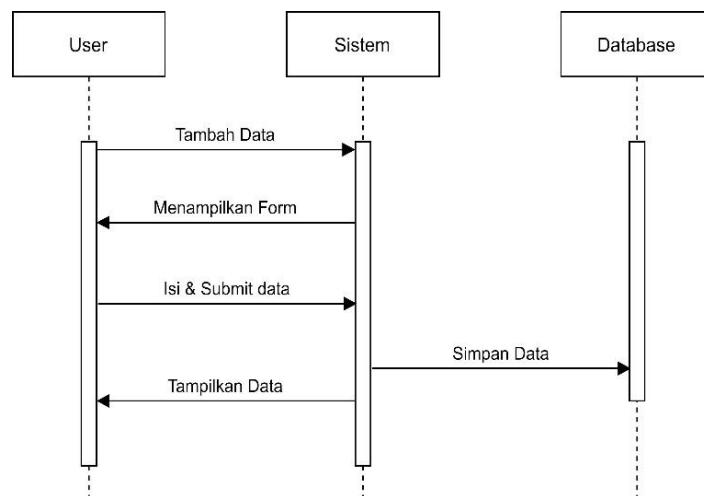 User
Sistem
Database
Tambah Data
Menampilkan Form
Isi & Submit data
Simpan Data
Tampilkan Data